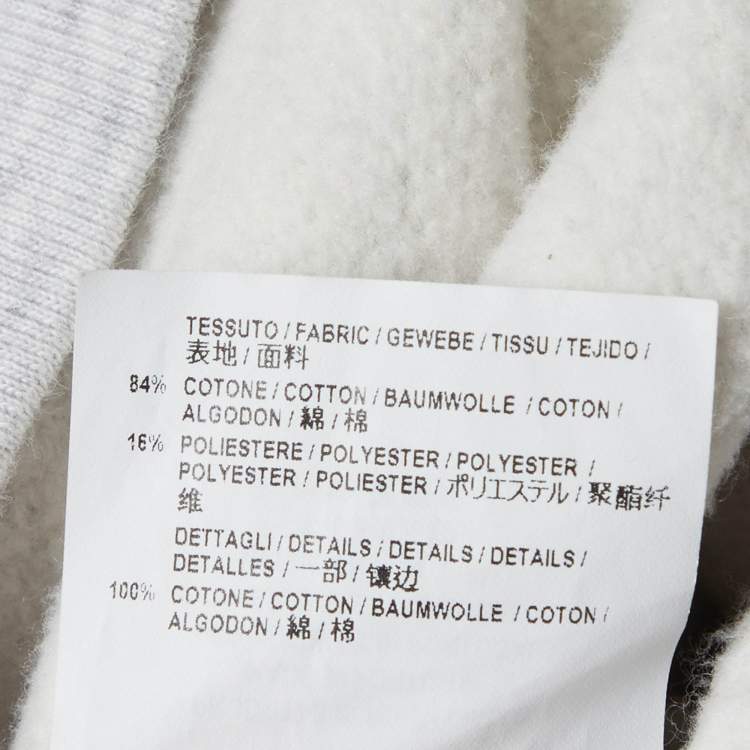 TESSUTO / FABRIC / GEWEBE / TISSU / TEJIDO /
表地 / 面料
84% COTONE / COTTON / BAUMWOLLE / COTON /
ALGODON / 綿 / 棉
16% POLIESTERE / POLYESTER / POLYESTER /
POLYESTER / POLIESTER / ポリエステル / 聚酯纤
维
DETTAGLI / DETAILS / DETAILS / DETAILS /
DETALLES / 一部 / 镶边
100% COTONE / COTTON / BAUMWOLLE / COTON /
ALGODON / 綿 / 棉